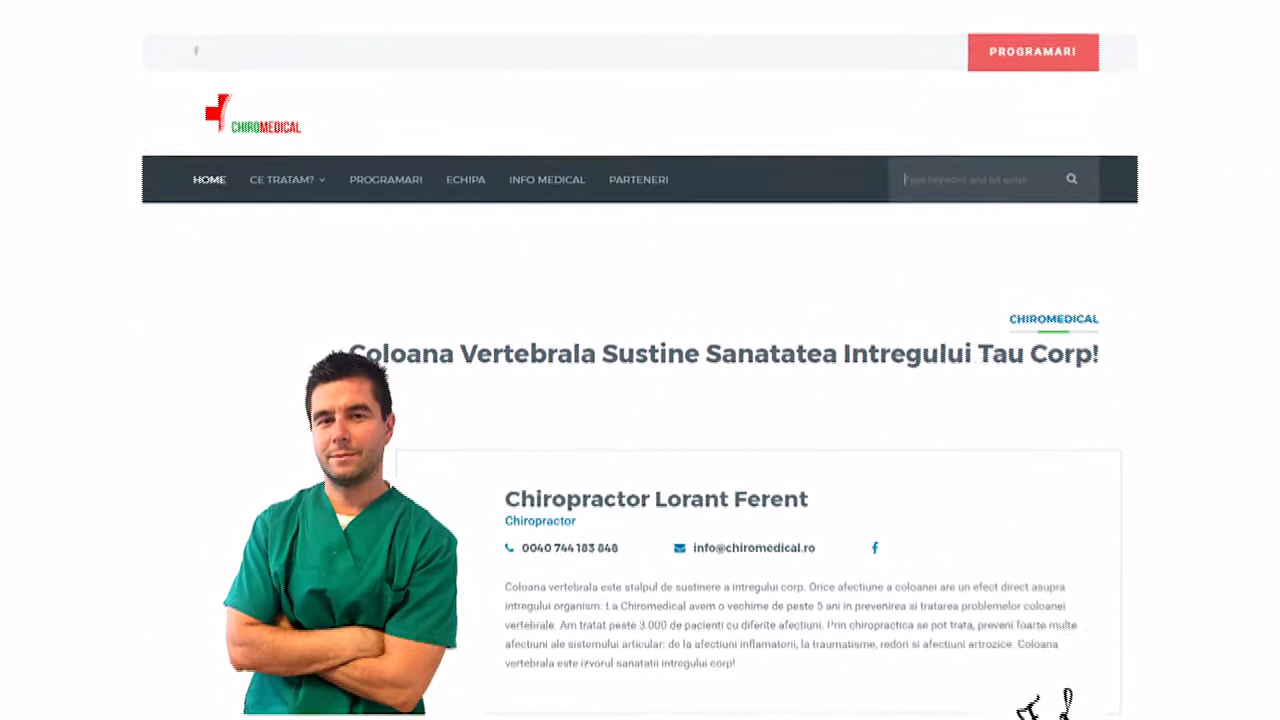 PROGRAMARI
CHIROMEDICAL
HOME CE TRATAM? PROGRAMARI ECHIPA INFO MEDICAL PARTENERI Type keyword and hit enter...
CHIROMEDICAL
Coloana Vertebrala Sustine Sanatatea Intregului Tau Corp!
Chiropractor Lorant Ferent
Chiropractor
0040 744 183 848 info@chiromedical.ro
Coloana vertebrala este stalpul de sustinere a intregului corp. Orice afectiune a coloanei are un efect direct asupra
intregului organism. La Chiromedical avem o vechime de peste 5 ani in prevenirea si tratarea problemelor coloanei
vertebrale. Am tratat peste 3.000 de pacienti cu diferite afectiuni. Prin chiropractica se pot trata, preveni foarte multe
afectiuni ale sistemului articular: de la afectiuni inflamatorii, la traumatisme, redori si afectiuni artrozice. Coloana
vertebrala este izvorul sanatatii intregului corp!